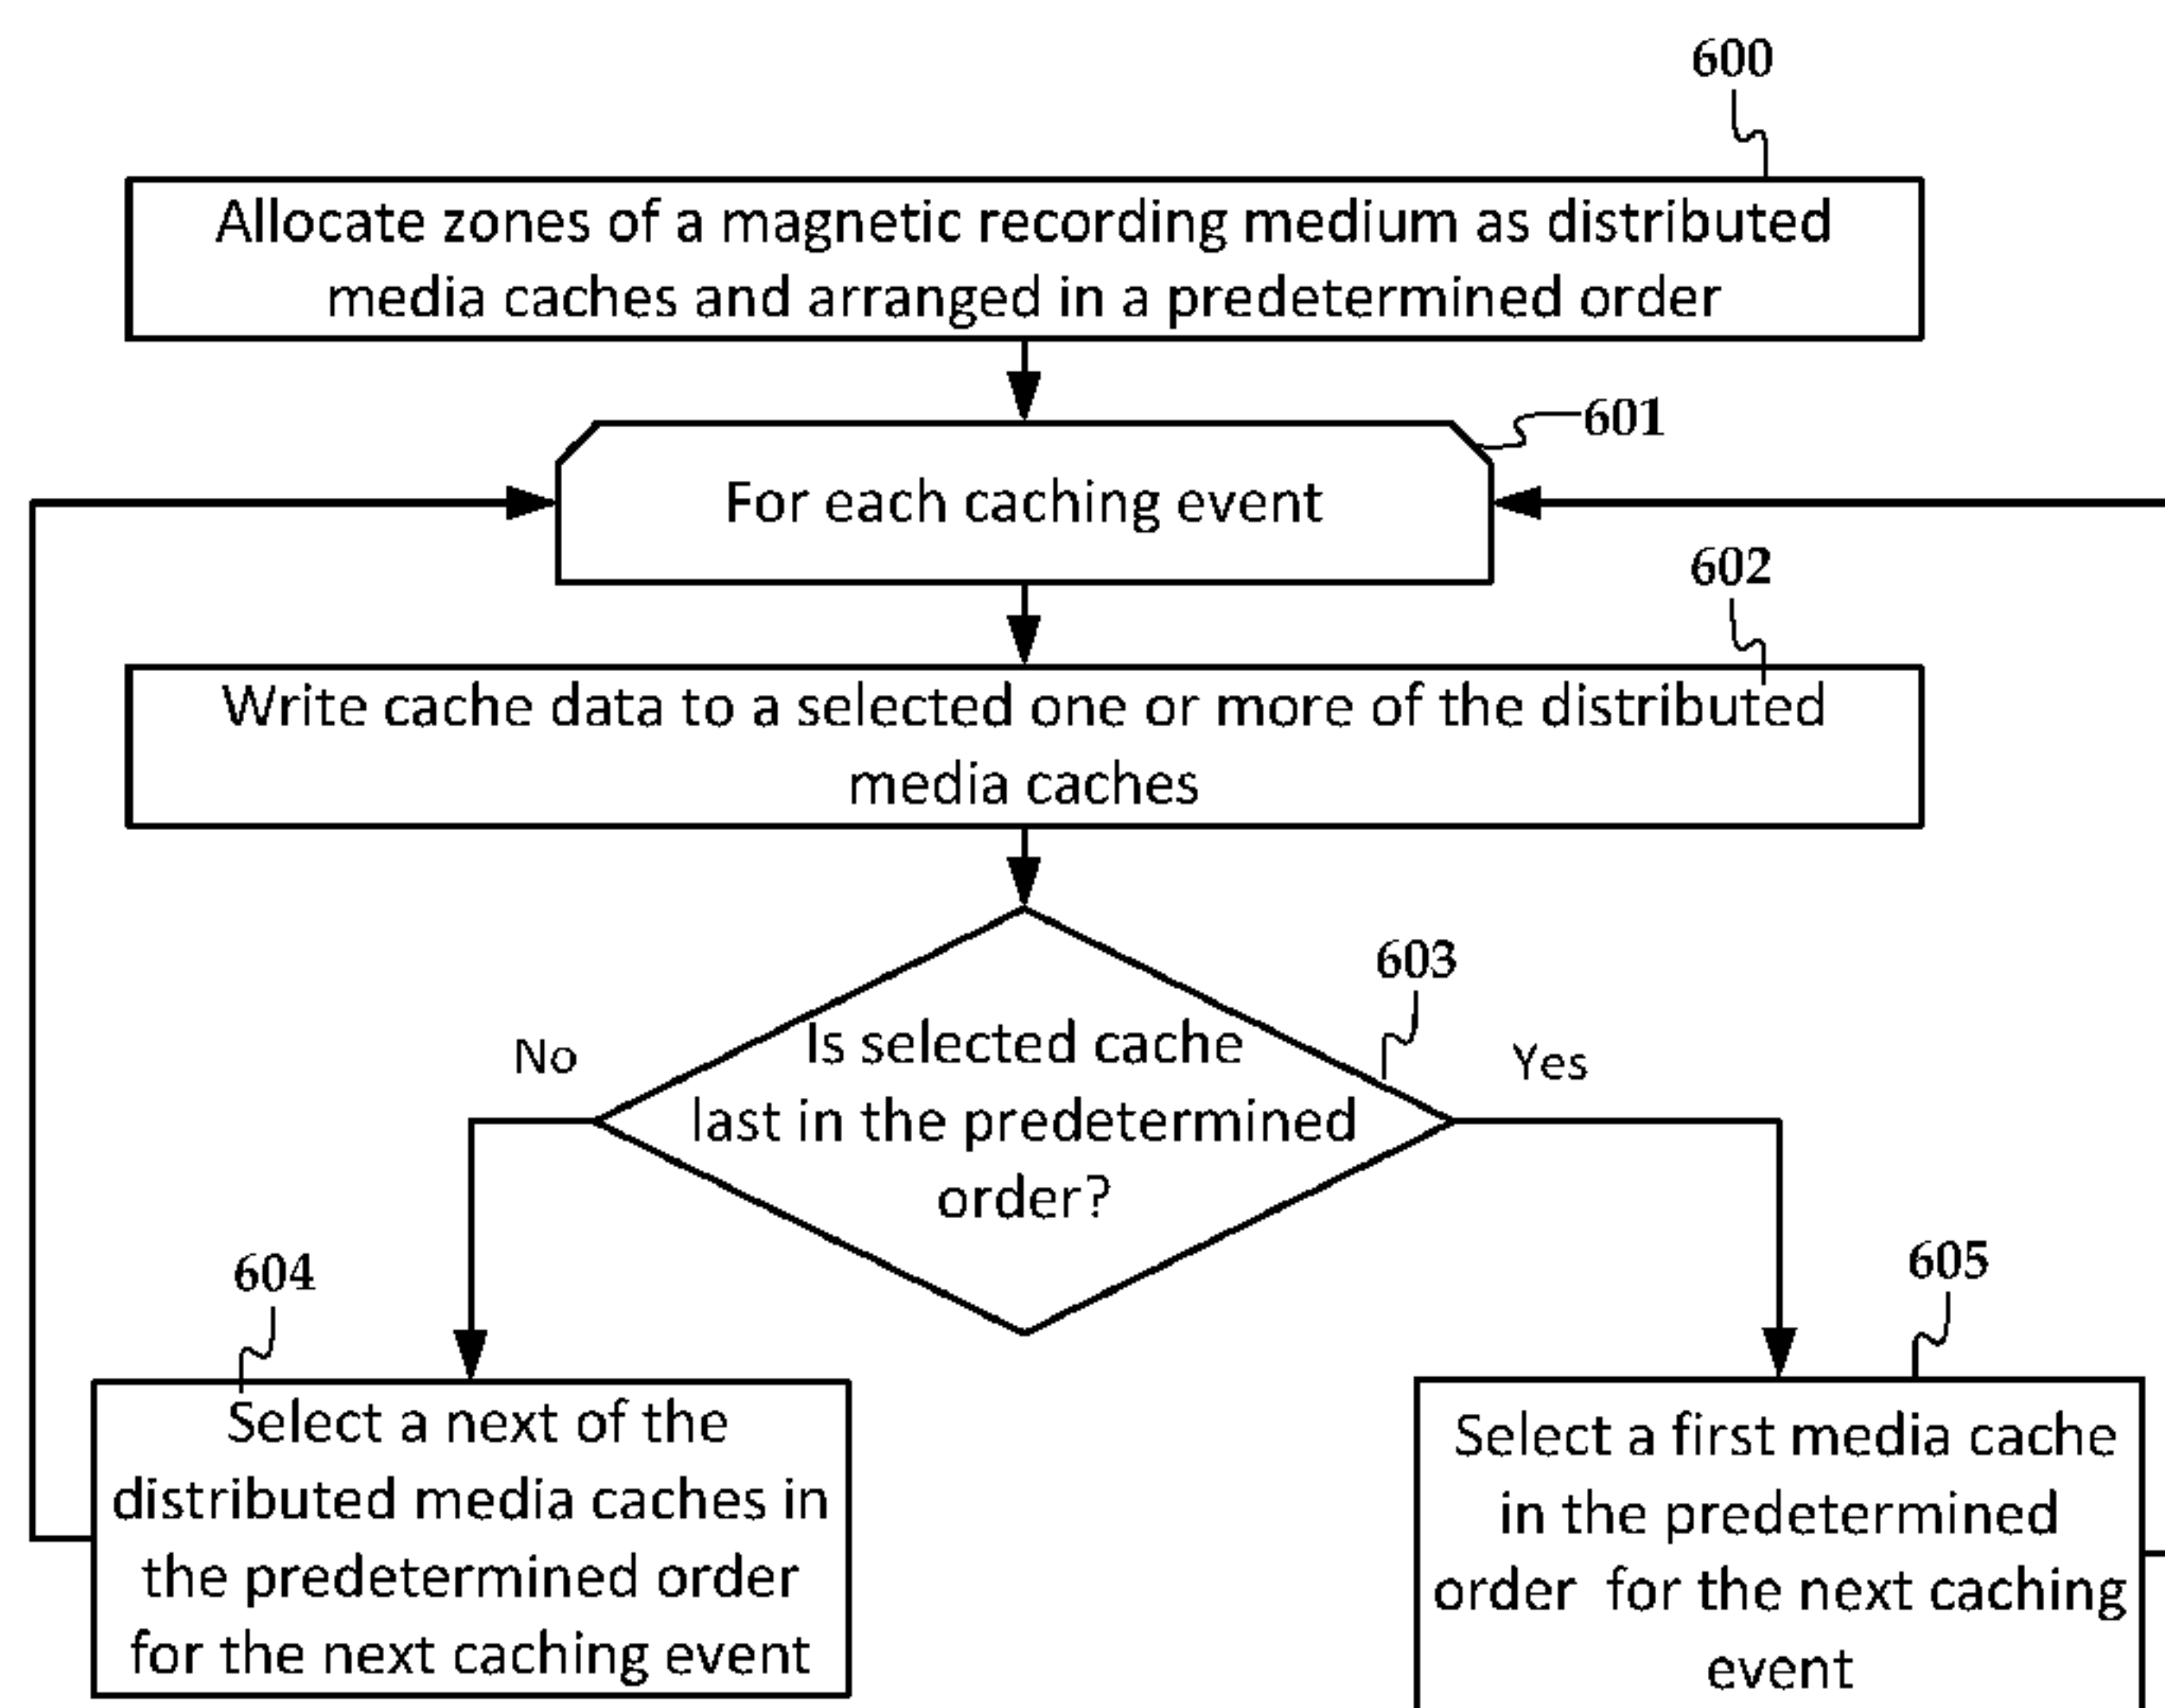 600
Allocate zones of a magnetic recording medium as distributed
media caches and arranged in a predetermined order
601
For each caching event
602
Write cache data to a selected one or more of the distributed
media caches
603
Is selected cache
last in the predetermined
order?
No
Yes
604
Select a next of the
distributed media caches in
the predetermined order
for the next caching event
605
Select a first media cache
in the predetermined
order for the next caching
event